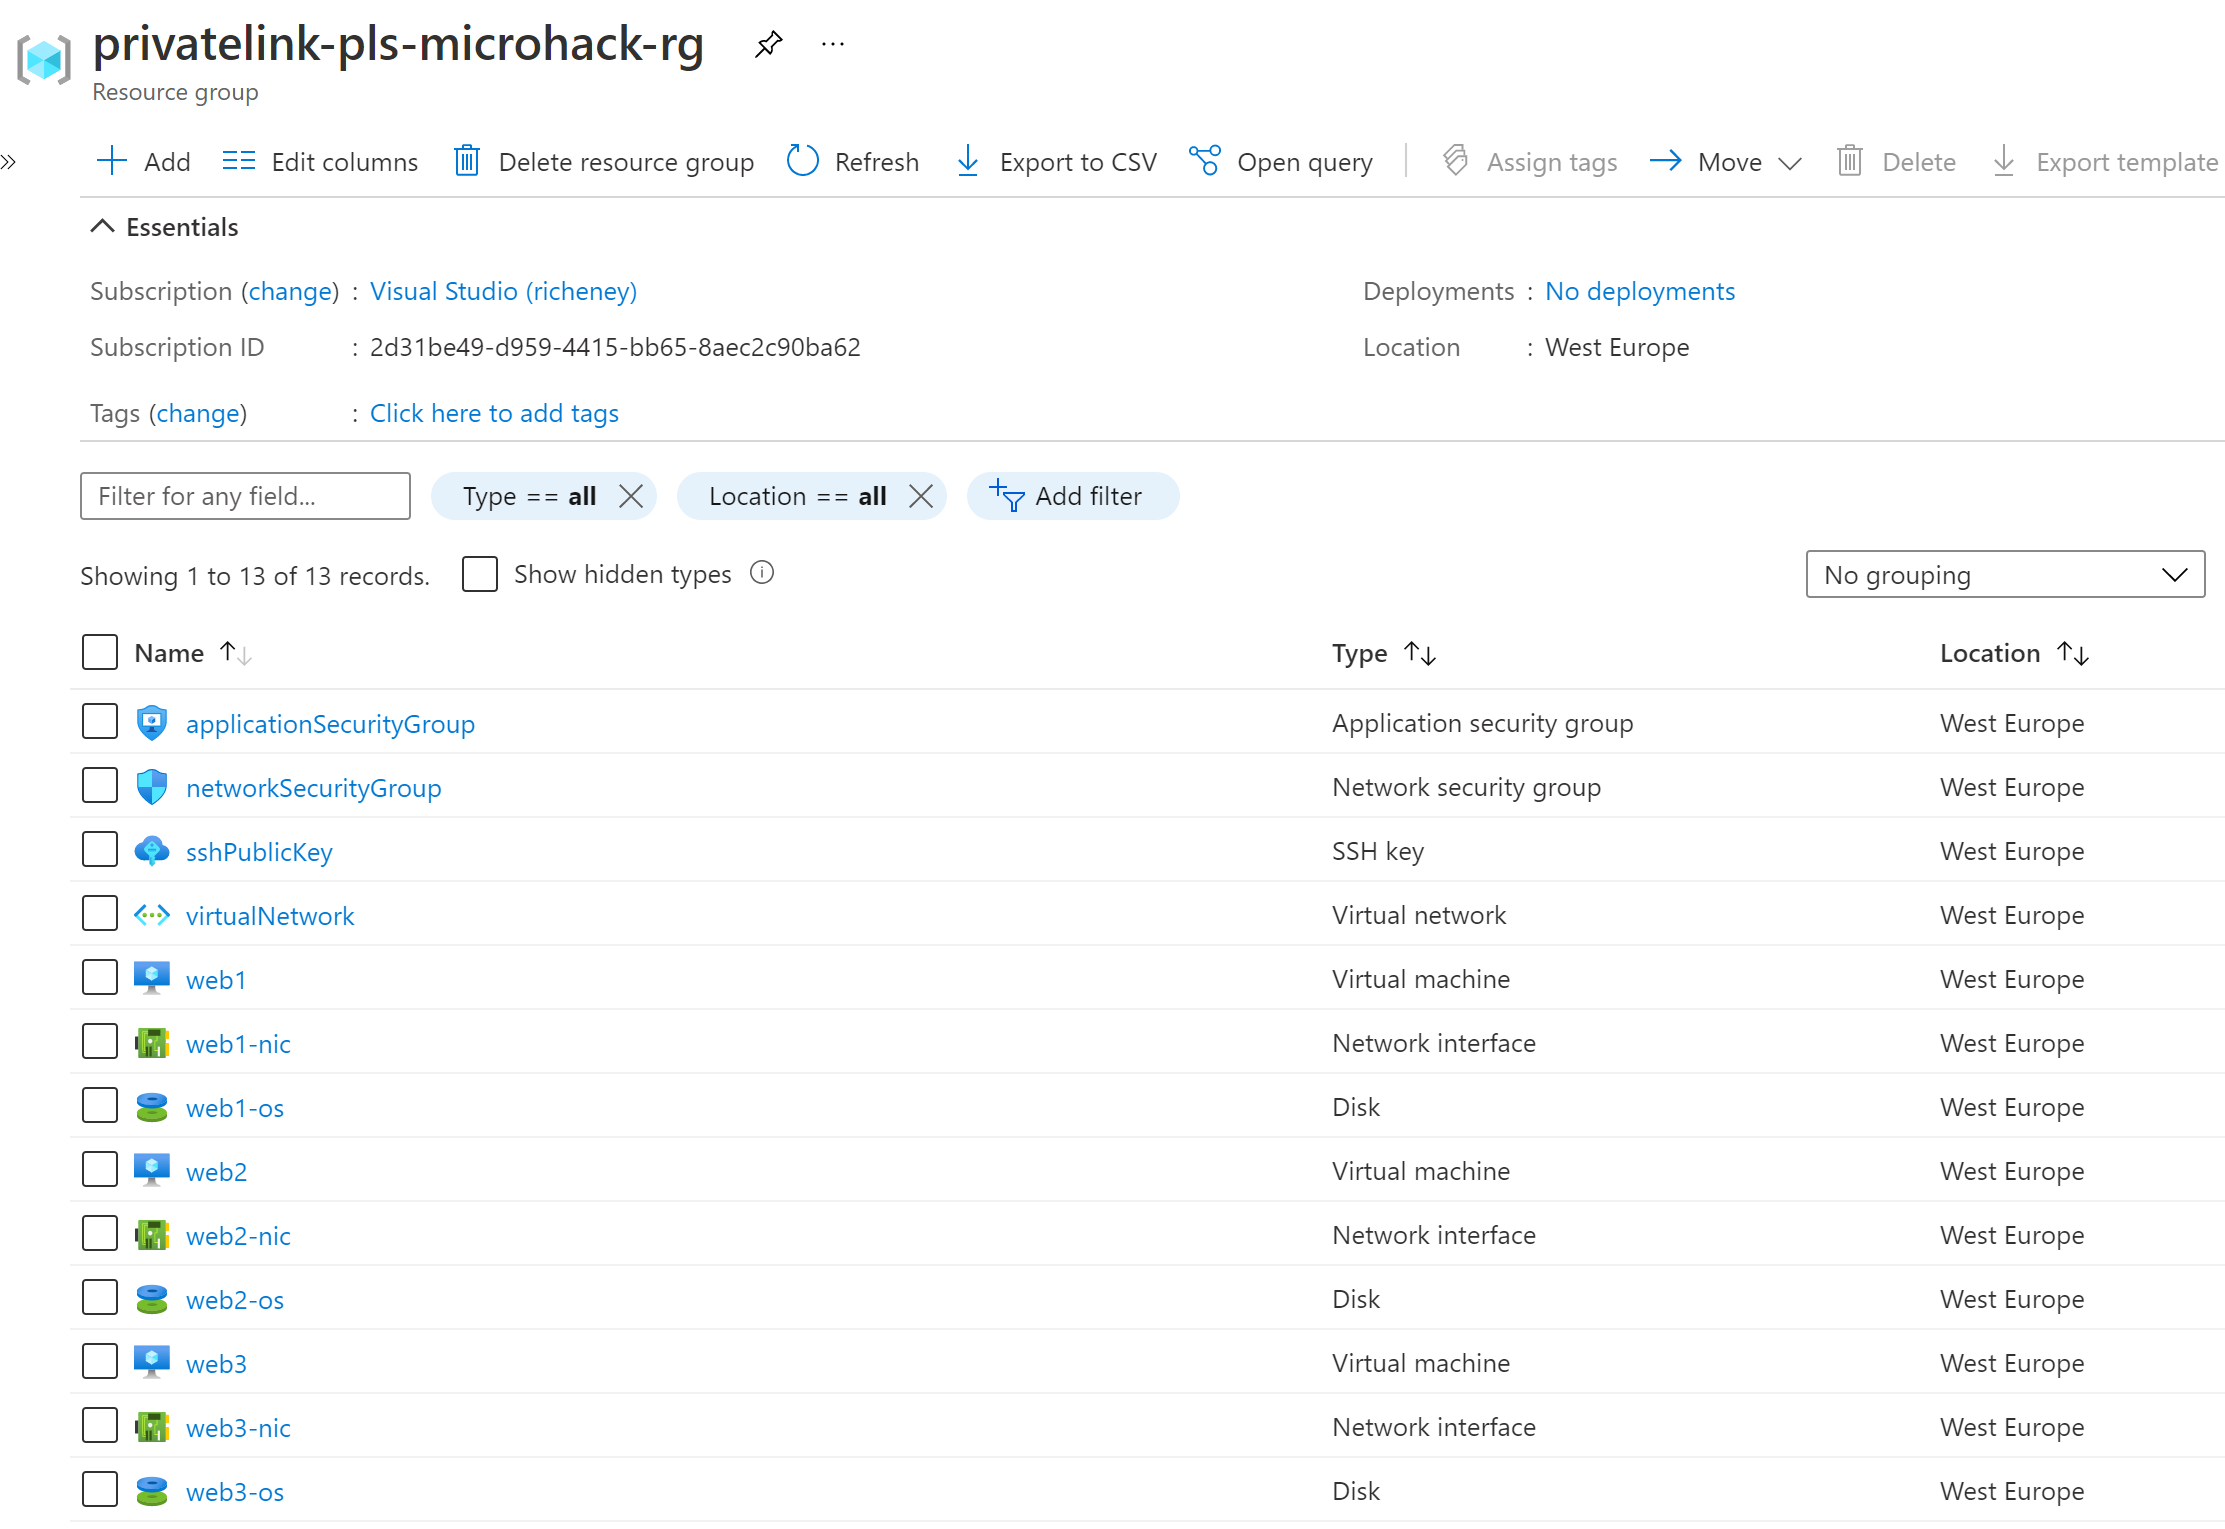 privatelink-pls-microhack-rg ...
Resource group
» Add Edit columns Delete resource group Refresh Export to CSV Open query Assign tags Move Delete Export template
Essentials
Subscription (change) : Visual Studio (richeney) Deployments : No deployments
Subscription ID : 2d31be49-d959-4415-bb65-8aec2c90ba62 Location : West Europe
Tags (change) : Click here to add tags
Filter for any field... Type == all Location == all Add filter
Showing 1 to 13 of 13 records. Show hidden types No grouping
Name Type Location
applicationSecurityGroup Application security group West Europe
networkSecurityGroup Network security group West Europe
sshPublicKey SSH key West Europe
virtualNetwork Virtual network West Europe
web1 Virtual machine West Europe
web1-nic Network interface West Europe
web1-os Disk West Europe
web2 Virtual machine West Europe
web2-nic Network interface West Europe
web2-os Disk West Europe
web3 Virtual machine West Europe
web3-nic Network interface West Europe
web3-os Disk West Europe